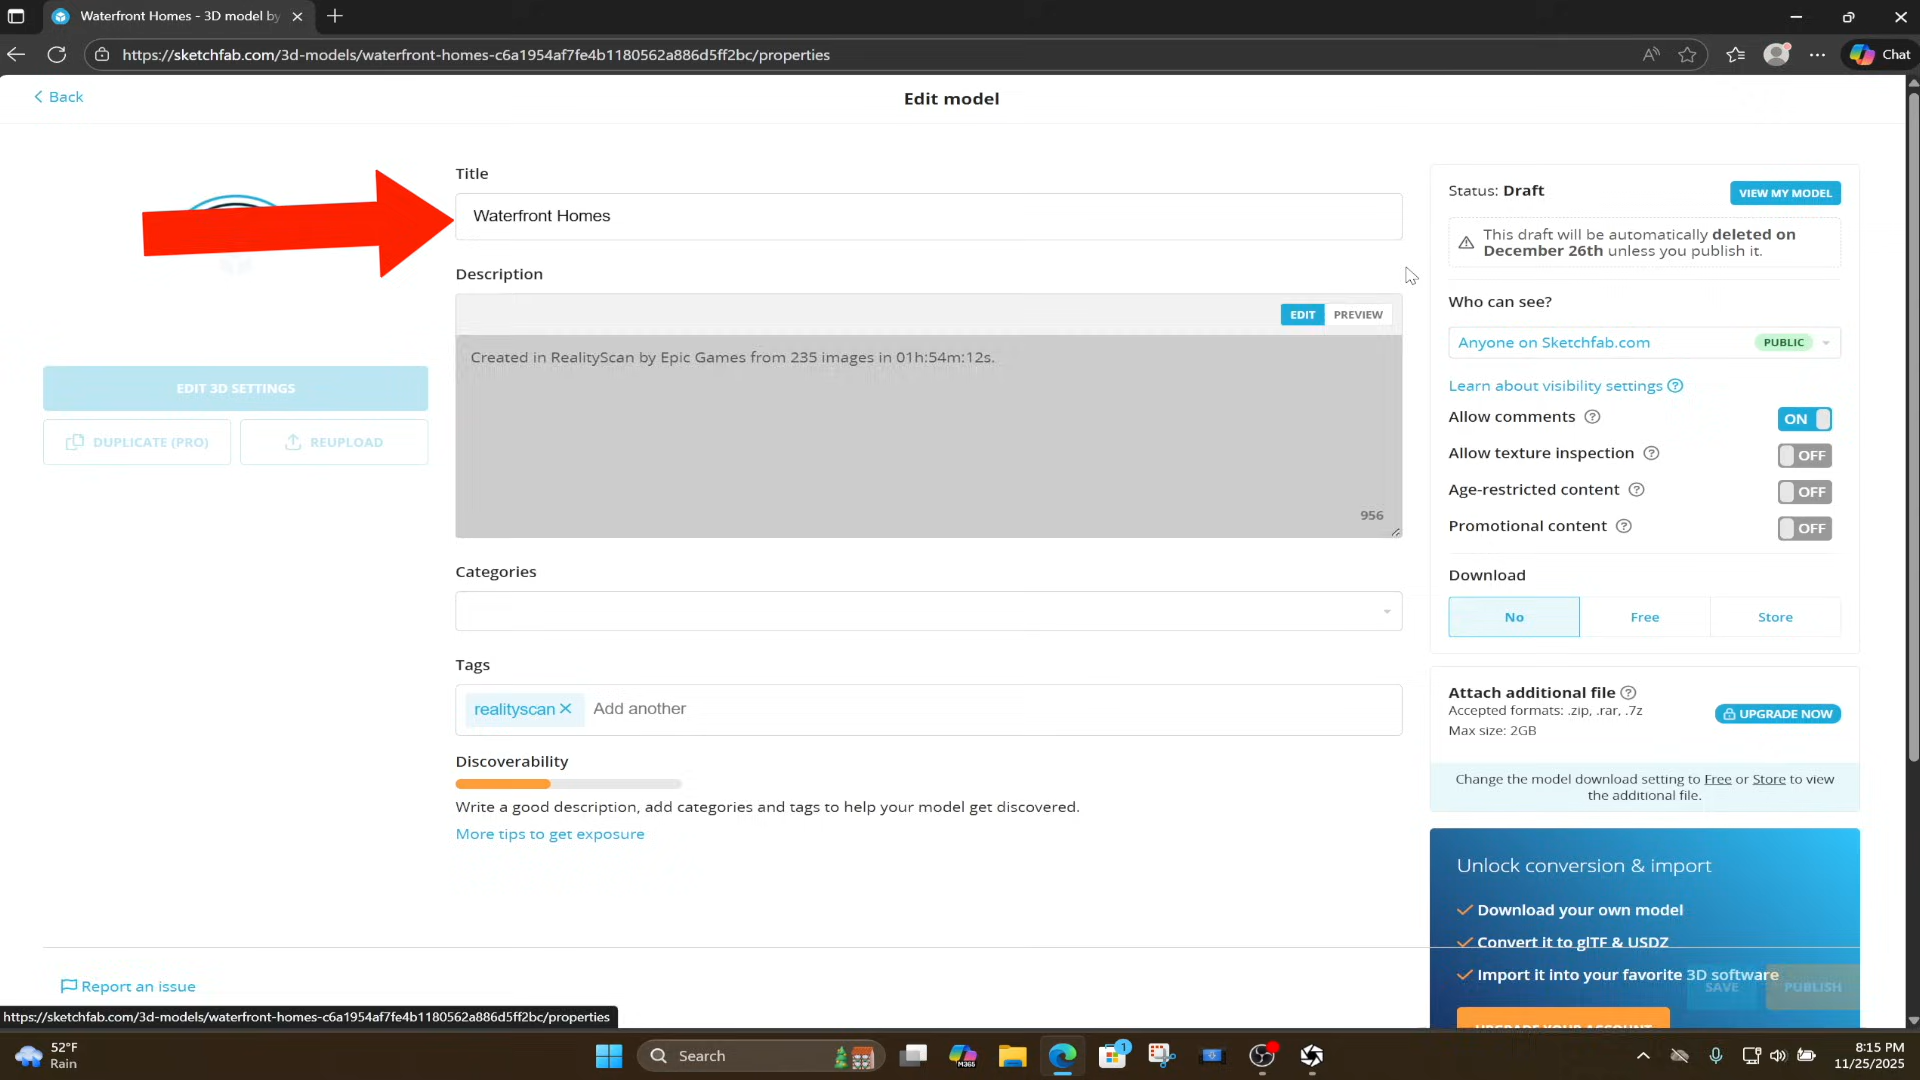 Waterfront Homes - 3D model by
https://sketchfab.com/3d-models/waterfront-homes-c6a1954af7fe4b1180562a886d5ff2bc/properties
Chat
Back
Edit model
Title
Waterfront Homes
Description
EDIT PREVIEW
Created in RealityScan by Epic Games from 235 images in 01h:54m:12s.
956
EDIT 3D SETTINGS
DUPLICATE (PRO)
REUPLOAD
Categories
Tags
realityscan
Add another
Discoverability
Write a good description, add categories and tags to help your model get discovered.
More tips to get exposure
Status: Draft
VIEW MY MODEL
This draft will be automatically deleted on
December 26th unless you publish it.
Who can see?
Anyone on Sketchfab.com
PUBLIC
Learn about visibility settings
Allow comments
ON
Allow texture inspection
OFF
Age-restricted content
OFF
Promotional content
OFF
Download
No
Free
Store
Attach additional file
Accepted formats: .zip, .rar, .7z
Max size: 2GB
UPGRADE NOW
Change the model download setting to Free or Store to view
the additional file.
Unlock conversion & import
Download your own model
Convert it to glTF & USDZ
Import it into your favorite 3D software
SAVE
PUBLISH
UPGRADE YOUR ACCOUNT
Report an issue
https://sketchfab.com/3d-models/waterfront-homes-c6a1954af7fe4b1180562a886d5ff2bc/properties
52°F
Rain
Search
M365
1
8:15 PM
11/25/2025